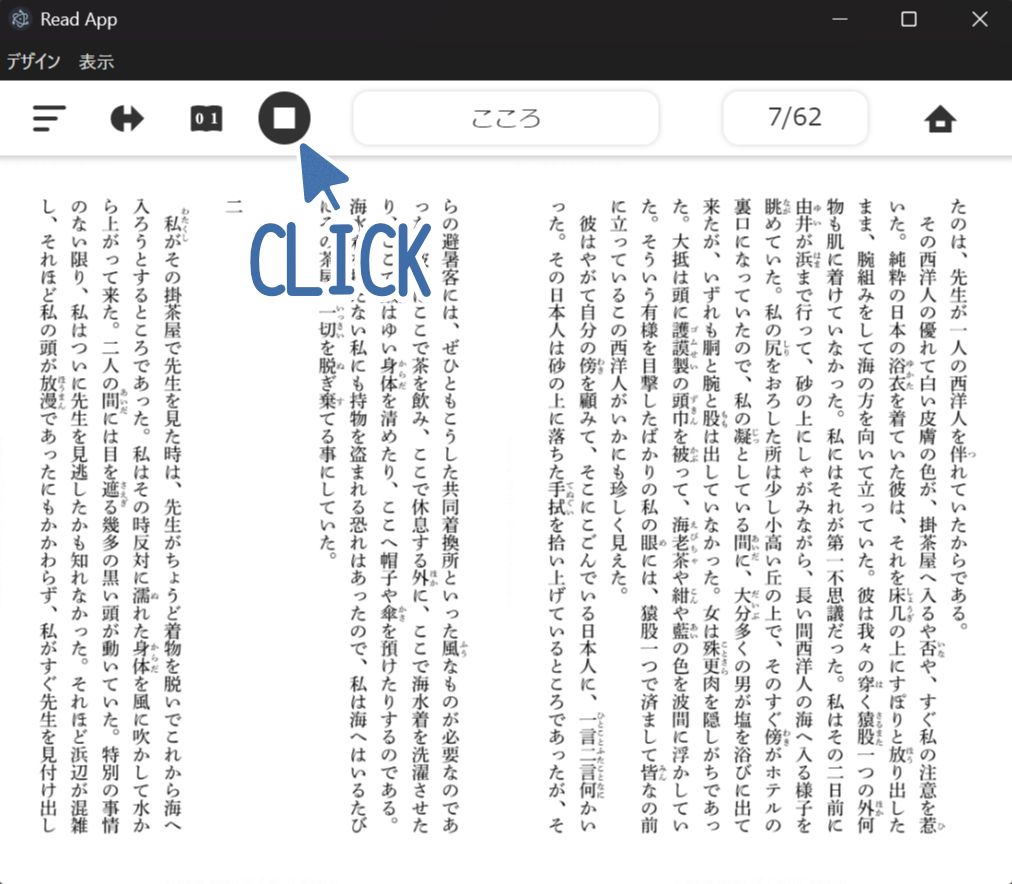 Read App
デザイン 表示
01
こころ
7/62
CLICK
たのは、先生が一人の西洋人を伴れていたからである。
その西洋人の優れて白い皮膚の色が、掛茶屋へ入るや否や、すぐ私の注意を惹
いた。純粋の日本の浴衣を着ていた彼は、それを床几の上にすぽりと放り出した
まま、腕組みをして海の方を向いて立っていた。彼は我々の穿く猿股一つの外何
物も肌に着けていなかった。私にはそれが第一不思議だった。私はその二日前に
由井が浜まで行って、砂の上にしゃがみながら、長い間西洋人の海へ入る様子を
眺めていた。私の尻をおろした所は少し小高い丘の上で、そのすぐ傍がホテルの
裏口になっていたので、私の凝としている間に、大分多くの男が塩を浴びに出て
来たが、いずれも胴と腕と股は出していなかった。女は殊更肉を隠しがちであっ
た。大抵は頭に護謨製の頭巾を被って、海老茶や紺や藍の色を波間に浮かしてい
た。そういう有様を目撃したばかりの私の眼には、猿股一つで済まして皆なの前
に立っているこの西洋人がいかにも珍しく見えた。
彼はやがて自分の傍を顧みて、そこにこごんでいる日本人に、一言二言何かい
った。その日本人は砂の上に落ちた手拭を拾い上げているところであったが、そ
らの避暑客には、ぜひともこうした共同着換所といった風なものが必要なのであ
っ ここで茶を飲み、ここで休息する外に、ここで海水着を洗濯させた
り、 はゆい身体を清めたり、ここへ帽子や傘を預けたりするのである。
海水 ない私にも持物を盗まれる恐れはあったので、私は海へはいるたび
の茶屋 一切を脱ぎ棄てる事にしていた。
二
私がその掛茶屋で先生を見た時は、先生がちょうど着物を脱いでこれから海へ
入ろうとするところであった。私はその時反対に濡れた身体を風に吹かして水か
ら上がって来た。二人の間には目を遮る幾多の黒い頭が動いていた。特別の事情
のない限り、私はついに先生を見逃したかも知れなかった。それほど浜辺が混雑
し、それほど私の頭が放漫であったにもかかわらず、私がすぐ先生を見付け出し